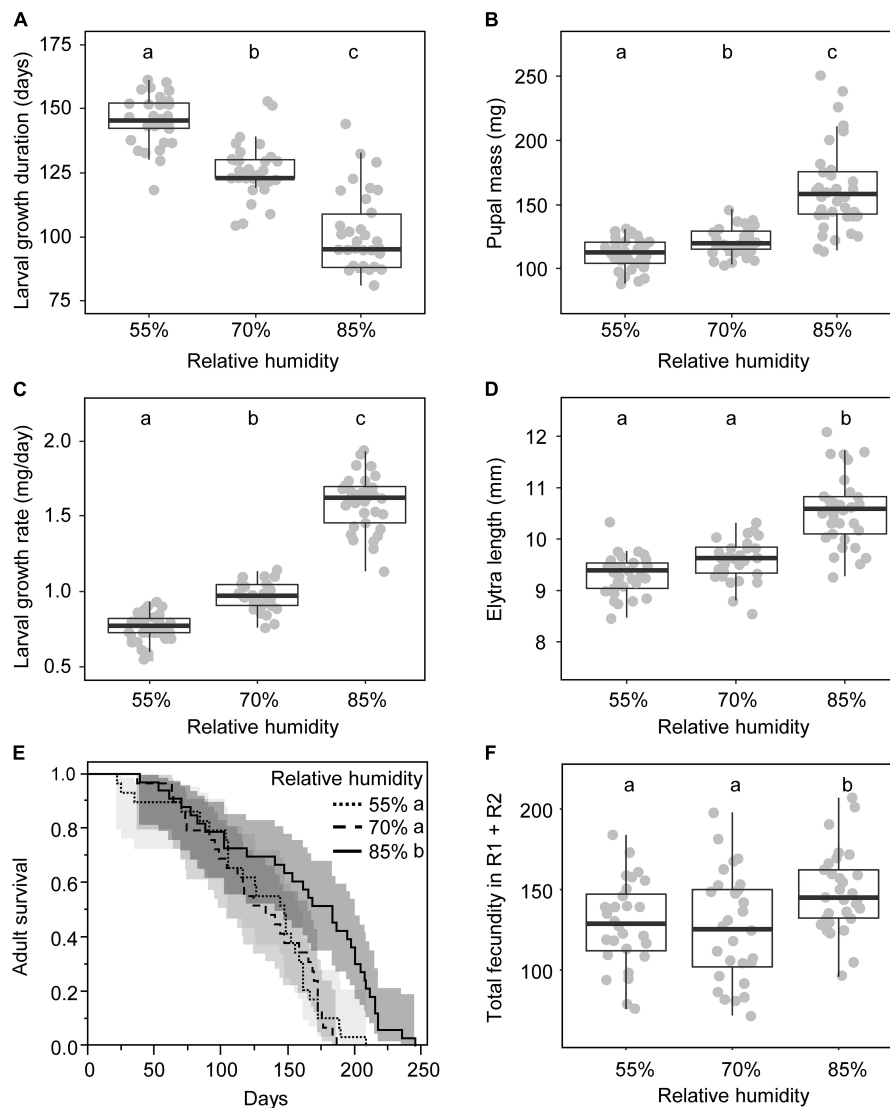 A
Larval growth duration (days)
175
150
125
100
75
a b c
55% 70% 85%
Relative humidity
B
Pupal mass (mg)
250
200
150
100
a b c
55% 70% 85%
Relative humidity
C
Larval growth rate (mg/day)
2.0
1.5
1.0
0.5
a b c
55% 70% 85%
Relative humidity
D
Elytra length (mm)
12
11
10
9
8
a a b
55% 70% 85%
Relative humidity
E
Adult survival
1.0
0.8
0.6
0.4
0.2
0.0
Relative humidity
55% a
70% a
85% b
0 50 100 150 200 250
Days
F
Total fecundity in R1 + R2
200
150
100
a a b
55% 70% 85%
Relative humidity